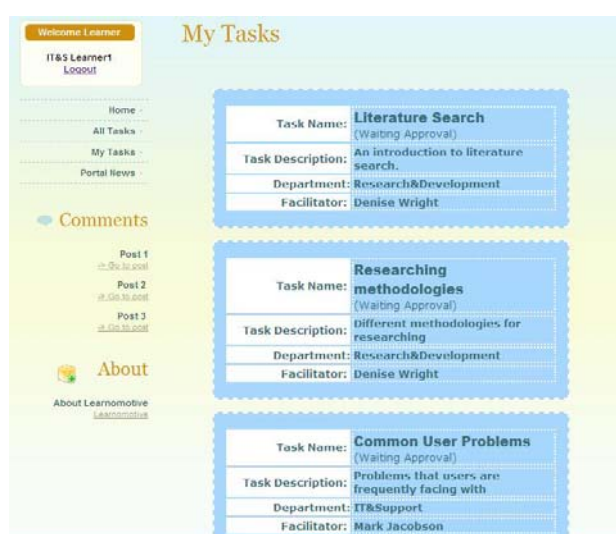 Welcome Learner
IT&S Learner1
Logout
Home
All Tasks
My Tasks
Portal News
Comments
Post 1
Go to post
Post 2
Go to post
Post 3
Go to post
About
About Learnomotive
Learnomotive
My Tasks
Task Name: Literature Search
(Waiting Approval)
Task Description: An introduction to literature
search.
Department: Research&Development
Facilitator: Denise Wright
Task Name: Researching
methodologies
(Waiting Approval)
Task Description: Different methodologies for
researching
Department: Research&Development
Facilitator: Denise Wright
Task Name: Common User Problems
(Waiting Approval)
Task Description: Problems that users are
frequently facing with
Department: IT&Support
Facilitator: Mark Jacobson